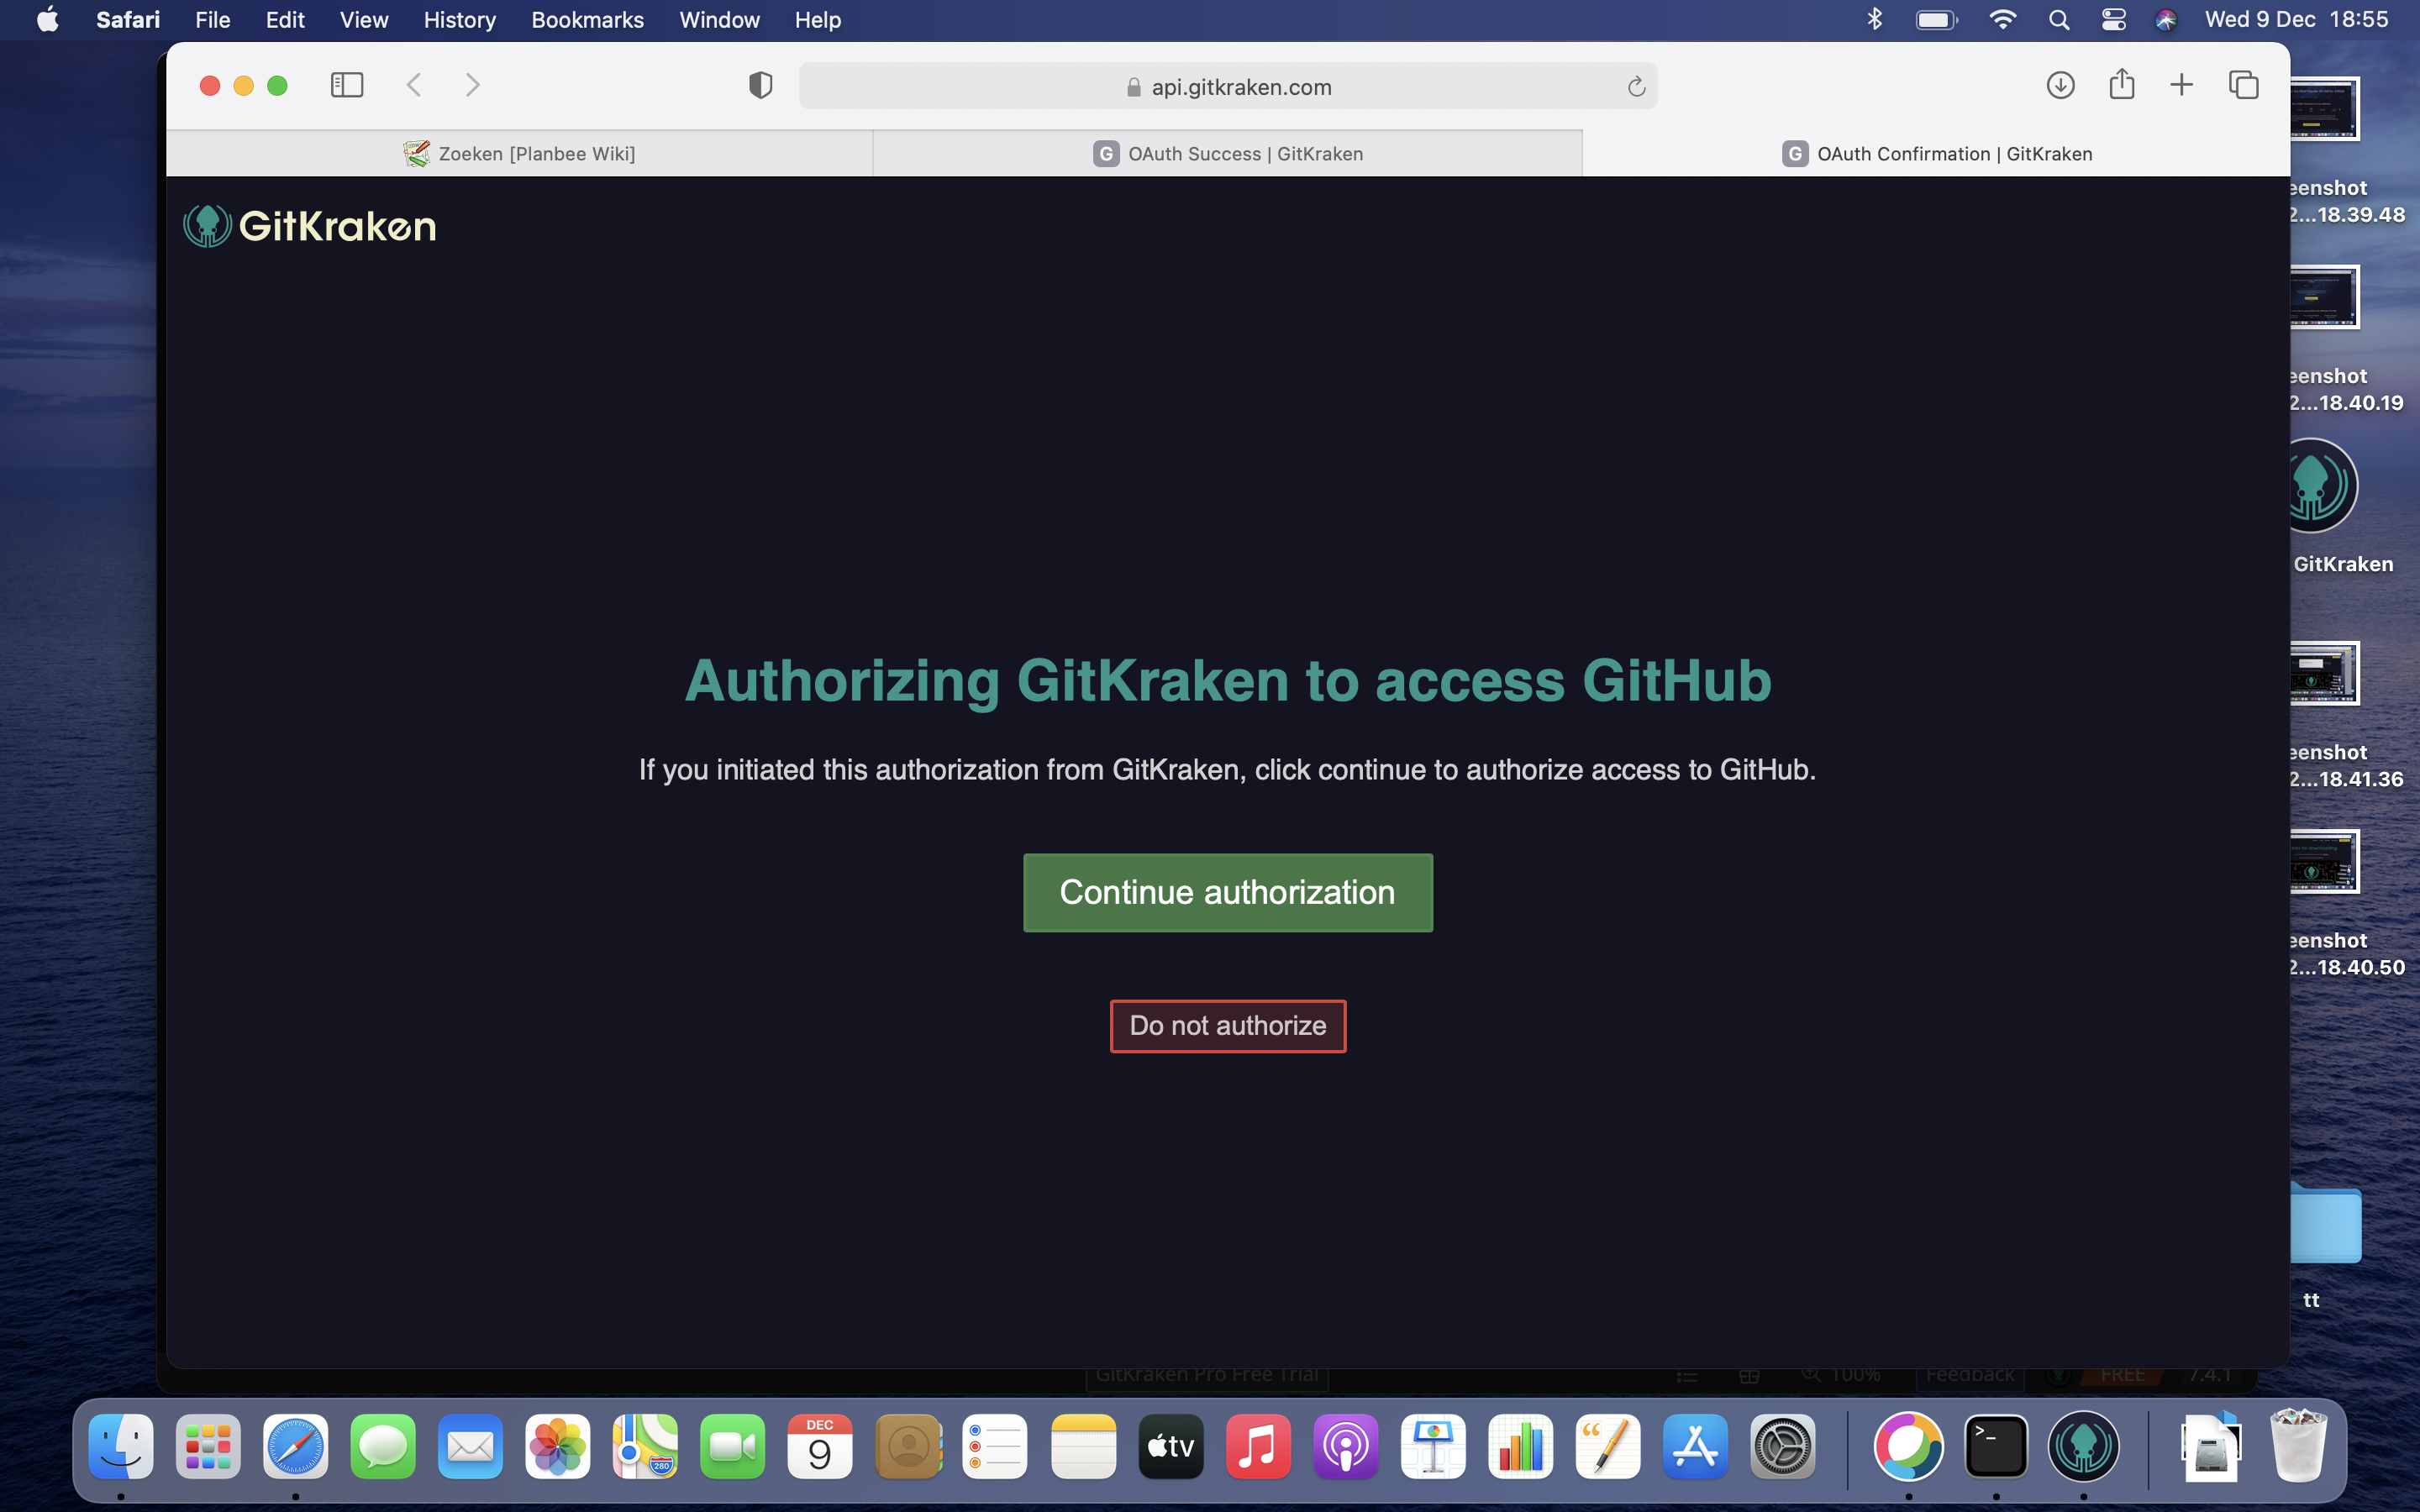 Safari File Edit View History Bookmarks Window Help Wed 9 Dec 18:55
api.gitkraken.com
Zoeken [Planbee Wiki]
G OAuth Success | GitKraken
G OAuth Confirmation | GitKraken
GitKraken
Authorizing GitKraken to access GitHub
If you initiated this authorization from GitKraken, click continue to authorize access to GitHub.
Continue authorization
Do not authorize
eenshot
2...18.39.48
eenshot
2...18.40.19
GitKraken
eenshot
2...18.41.36
eenshot
2...18.40.50
tt
GitKraken Pro Free Trial 100% Feedback FREE 7.4.1
DEC
9
280
tv
>_